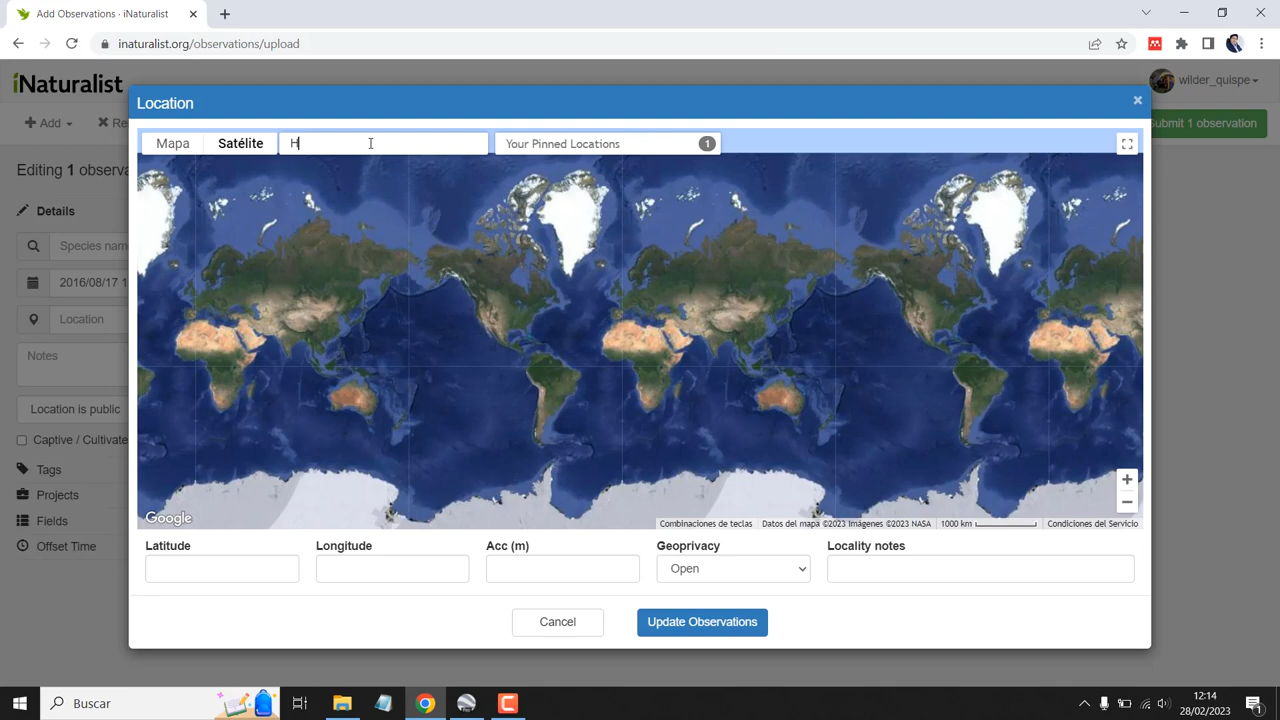 Add Observations · iNaturalist
inaturalist.org/observations/upload
iNaturalist
wilder_quispe
Add
Re
Submit 1 observation
Location
Mapa
Satélite
H
Your Pinned Locations
1
Editing 1 observa
Details
Species nam
2016/08/17 1
Location
Notes
Location is public
Captive / Cultivate
Tags
Projects
Fields
Offset Time
Google
Combinaciones de teclas
Datos del mapa ©2023 Imágenes ©2023 NASA
1000 km
Condiciones del Servicio
Latitude
Longitude
Acc (m)
Geoprivacy
Locality notes
Open
Cancel
Update Observations
Buscar
12:14
28/02/2023
1